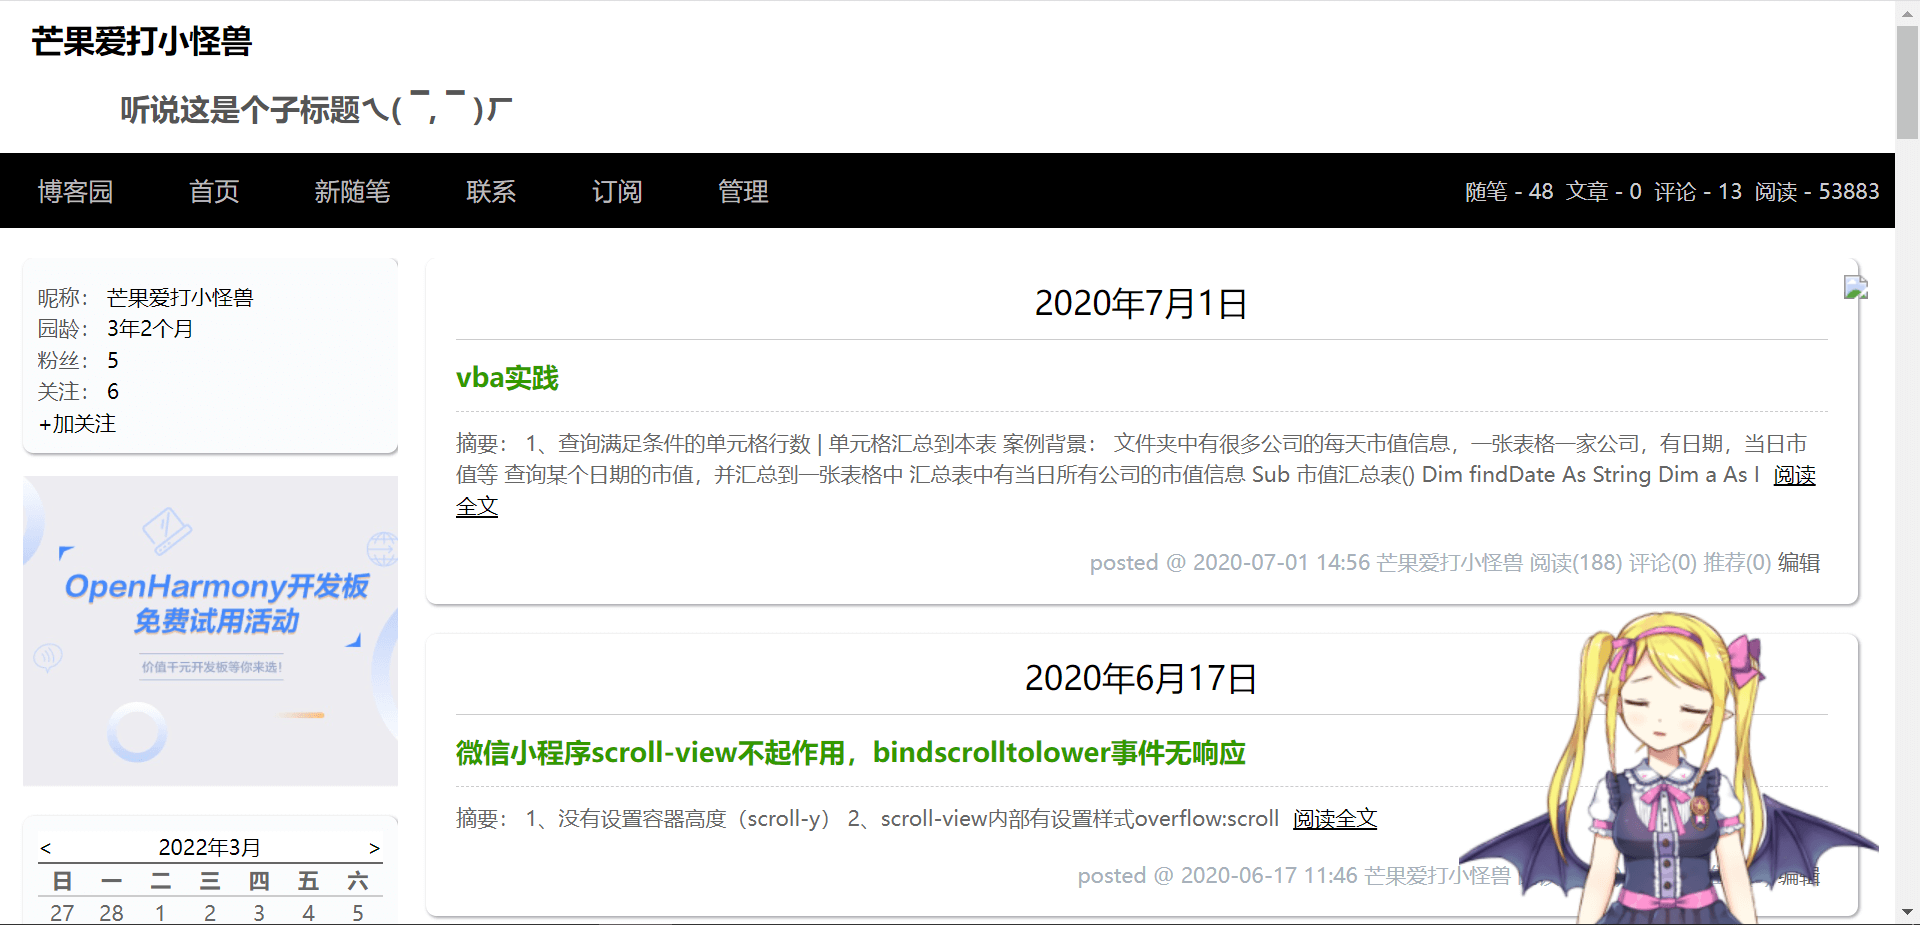 芒果爱打小怪兽
听说这是个子标题ヘ( ￣, ￣ )ㄏ
博客园 首页 新随笔 联系 订阅 管理
随笔 - 48 文章 - 0 评论 - 13 阅读 - 53883
昵称： 芒果爱打小怪兽
园龄： 3年2个月
粉丝： 5
关注： 6
+加关注
OpenHarmony开发板
免费试用活动
价值千元开发板等你来选！
< 2022年3月 >
日 一 二 三 四 五 六
27 28 1 2 3 4 5
2020年7月1日
vba实践
摘要： 1、查询满足条件的单元格行数 | 单元格汇总到本表 案例背景： 文件夹中有很多公司的每天市值信息，一张表格一家公司，有日期，当日市
值等 查询某个日期的市值，并汇总到一张表格中 汇总表中有当日所有公司的市值信息 Sub 市值汇总表() Dim findDate As String Dim a As I 阅读
全文
posted @ 2020-07-01 14:56 芒果爱打小怪兽 阅读(188) 评论(0) 推荐(0) 编辑
2020年6月17日
微信小程序scroll-view不起作用，bindscrolltolower事件无响应
摘要： 1、没有设置容器高度（scroll-y） 2、scroll-view内部有设置样式overflow:scroll 阅读全文
posted @ 2020-06-17 11:46 芒果爱打小怪兽 编辑